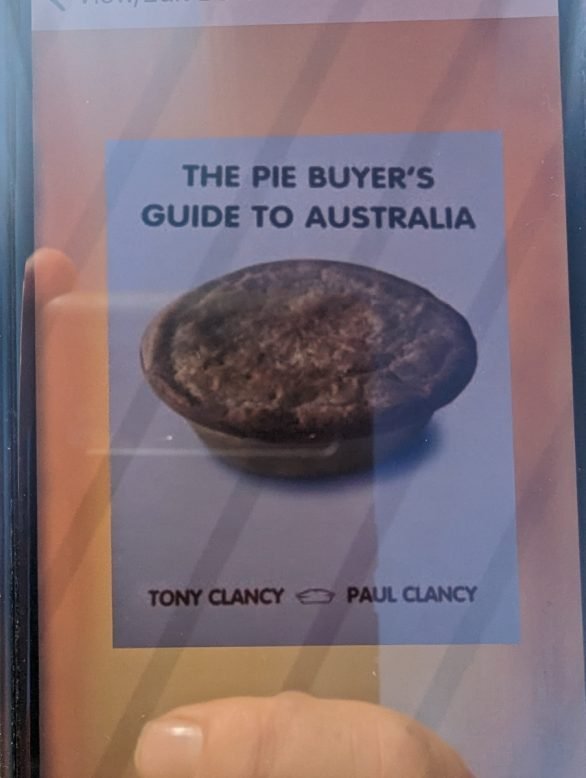 THE PIE BUYER'S
GUIDE TO AUSTRALIA
TONY CLANCY PAUL CLANCY